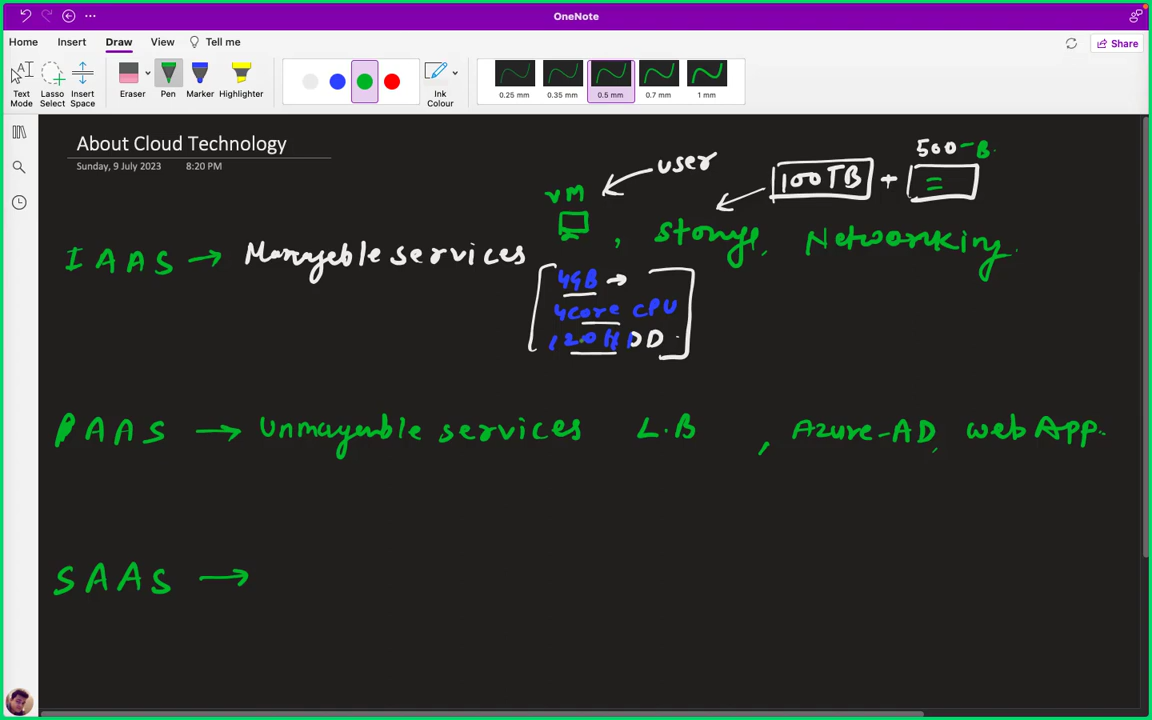 OneNote
Home Insert Draw View Tell me
Share
Text Mode
Lasso Select
Insert Space
Eraser
Pen
Marker
Highlighter
Ink Colour
0.25 mm
0.35 mm
0.5 mm
0.7 mm
1 mm
About Cloud Technology
Sunday, 9 July 2023 8:20 PM
user
100TB +
500-B.
VM
IAAS → Manageble services
, Storage, Networking.
4GB →
4core CPU
120HDD
PAAS → Unmanageble services L.B , Azure-AD, web App.
SAAS →